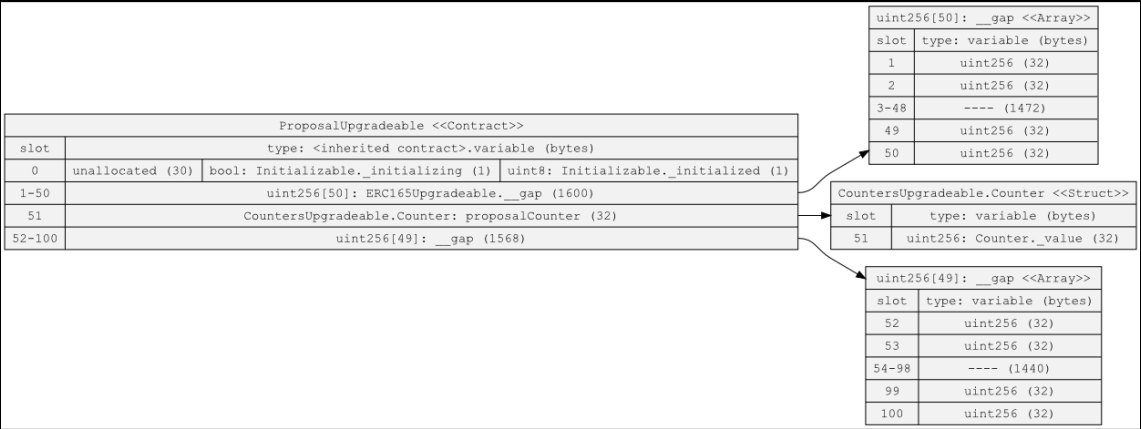 ProposalUpgradeable <<Contract>>
slot type: <inherited contract>.variable (bytes)
0 unallocated (30) bool: Initializable._initializing (1) uint8: Initializable._initialized (1)
1-50 uint256[50]: ERC165Upgradeable.__gap (1600)
51 CountersUpgradeable.Counter: proposalCounter (32)
52-100 uint256[49]: __gap (1568)
uint256[50]: __gap <<Array>>
slot type: variable (bytes)
1 uint256 (32)
2 uint256 (32)
3-48 ---- (1472)
49 uint256 (32)
50 uint256 (32)
CountersUpgradeable.Counter <<Struct>>
slot type: variable (bytes)
51 uint256: Counter._value (32)
uint256[49]: __gap <<Array>>
slot type: variable (bytes)
52 uint256 (32)
53 uint256 (32)
54-98 ---- (1440)
99 uint256 (32)
100 uint256 (32)